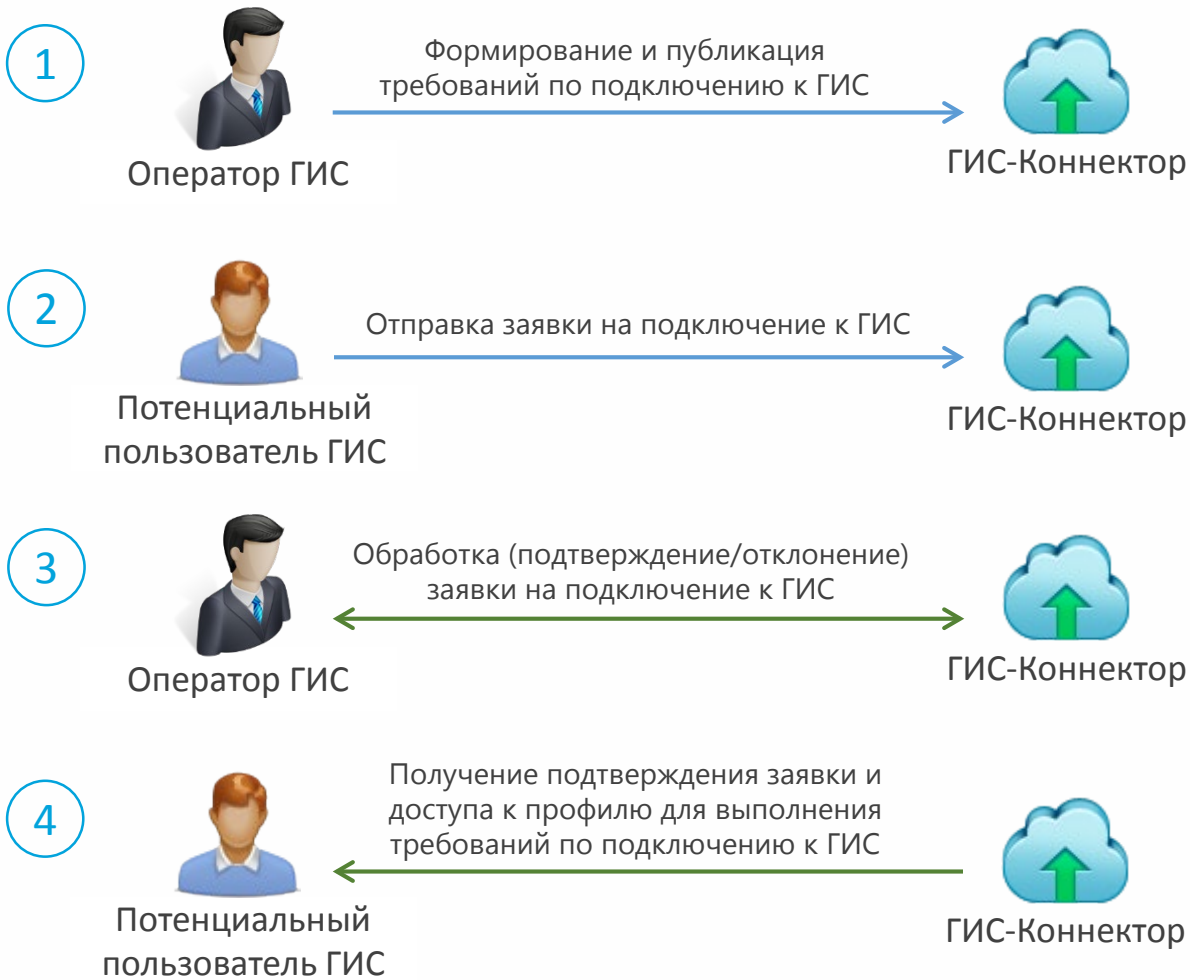 1
Формирование и публикация
требований по подключению к ГИС
Оператор ГИС
ГИС-Коннектор
2
Отправка заявки на подключение к ГИС
Потенциальный
пользователь ГИС
ГИС-Коннектор
3
Обработка (подтверждение/отклонение)
заявки на подключение к ГИС
Оператор ГИС
ГИС-Коннектор
4
Получение подтверждения заявки и
доступа к профилю для выполнения
требований по подключению к ГИС
Потенциальный
пользователь ГИС
ГИС-Коннектор